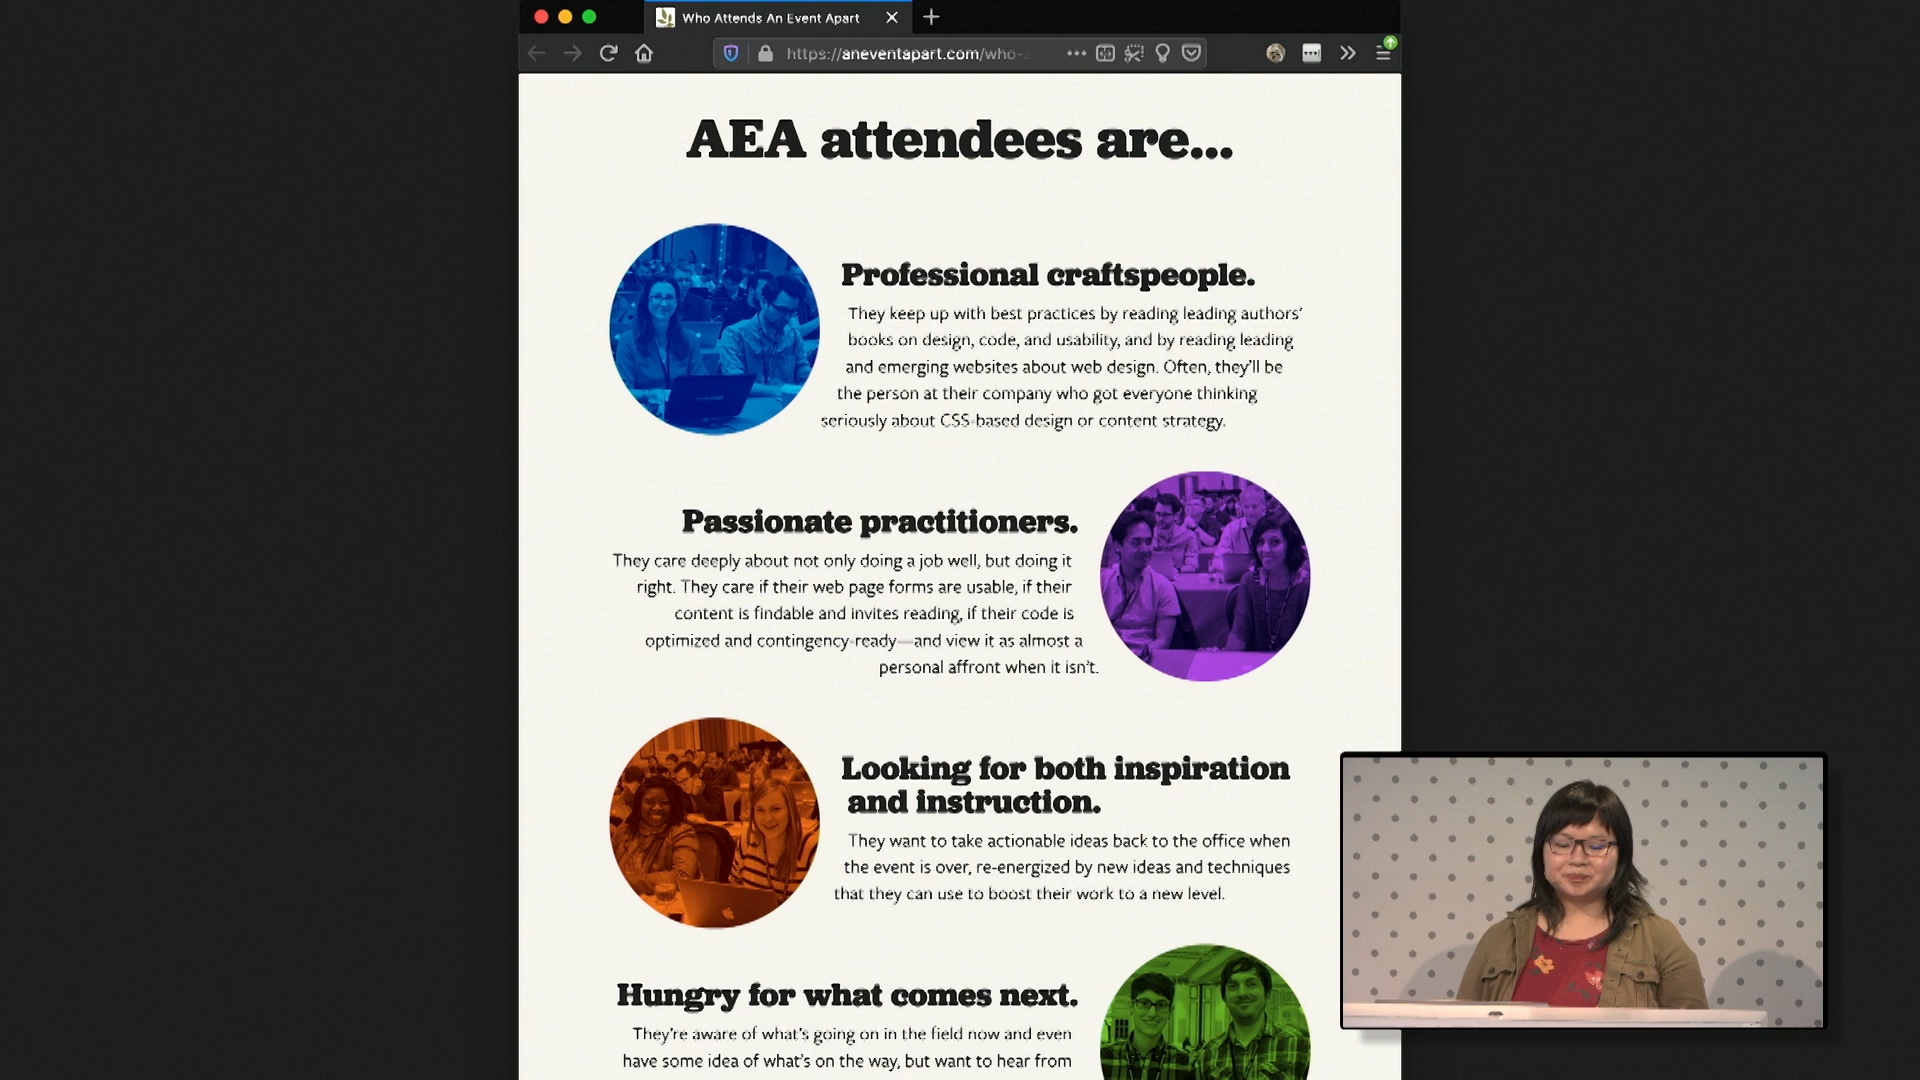 Who Attends An Event Apart
https://aneventapart.com/who-a
AEA attendees are...
Professional craftspeople.
They keep up with best practices by reading leading authors’
books on design, code, and usability, and by reading leading
and emerging websites about web design. Often, they’ll be
the person at their company who got everyone thinking
seriously about CSS-based design or content strategy.
Passionate practitioners.
They care deeply about not only doing a job well, but doing it
right. They care if their web page forms are usable, if their
content is findable and invites reading, if their code is
optimized and contingency-ready—and view it as almost a
personal affront when it isn’t.
Looking for both inspiration
and instruction.
They want to take actionable ideas back to the office when
the event is over, re-energized by new ideas and techniques
that they can use to boost their work to a new level.
Hungry for what comes next.
They’re aware of what’s going on in the field now and even
have some idea of what’s on the way, but want to hear from